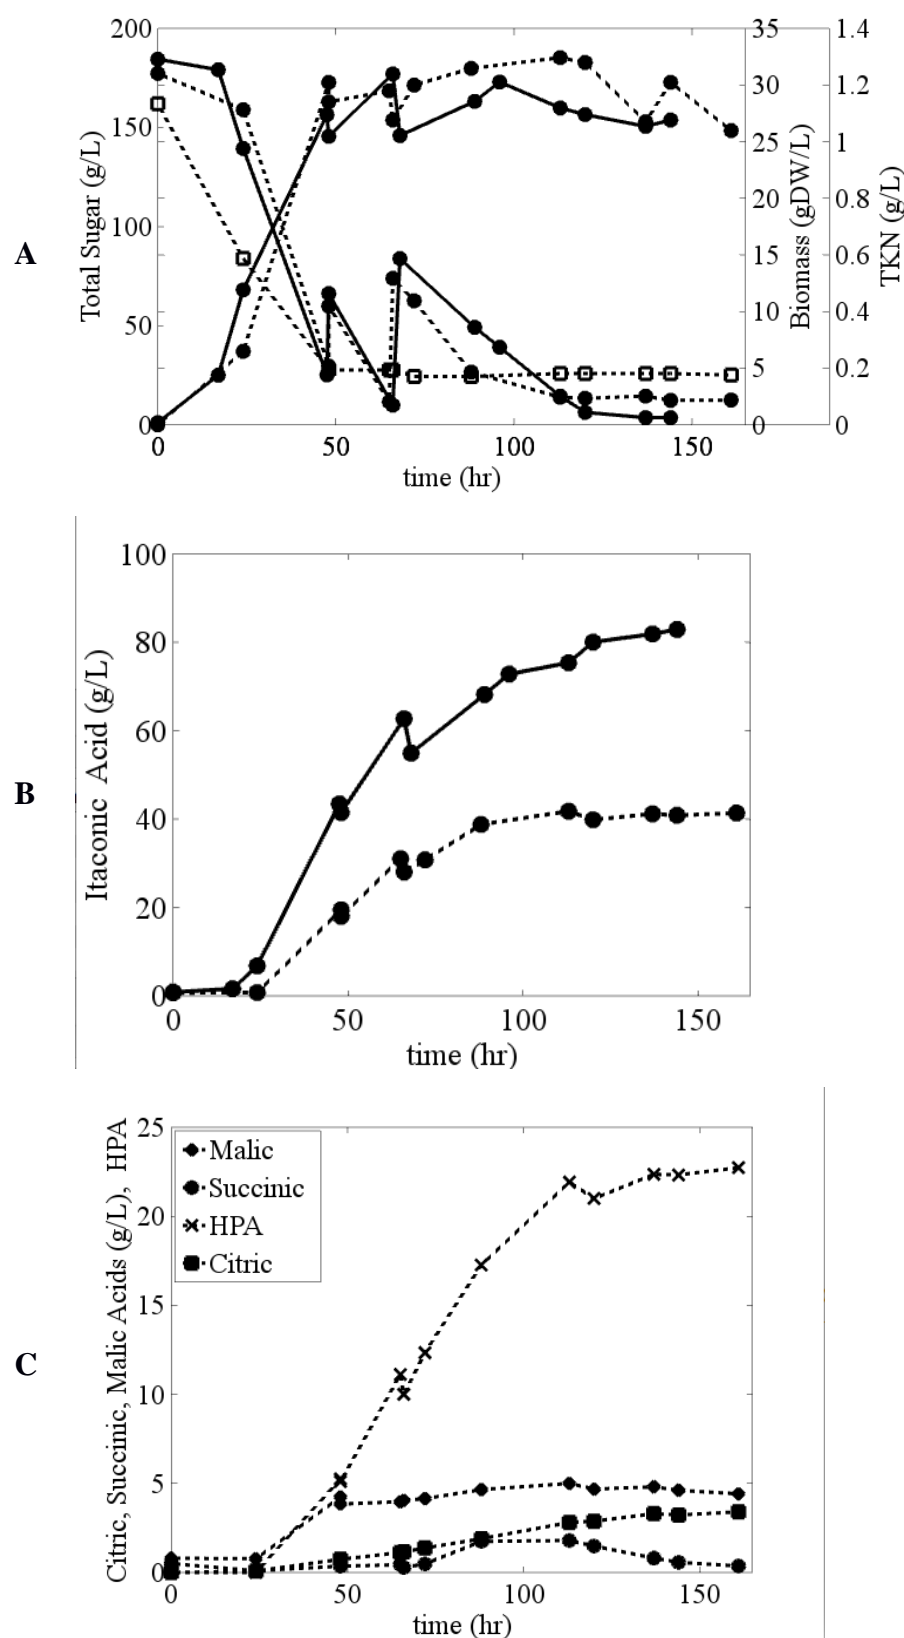 A
Total Sugar (g/L)
200
150
100
50
0
0 50 100 150
time (hr)
35
30
25
20
15
10
5
0
Biomass (gDW/L)
1.4
1.2
1
0.8
0.6
0.4
0.2
0
TKN (g/L)
B
Itaconic Acid (g/L)
100
80
60
40
20
0
0 50 100 150
time (hr)
C
Citric, Succinic, Malic Acids (g/L), HPA
25
20
15
10
5
0
Malic
Succinic
HPA
Citric
0 50 100 150
time (hr)